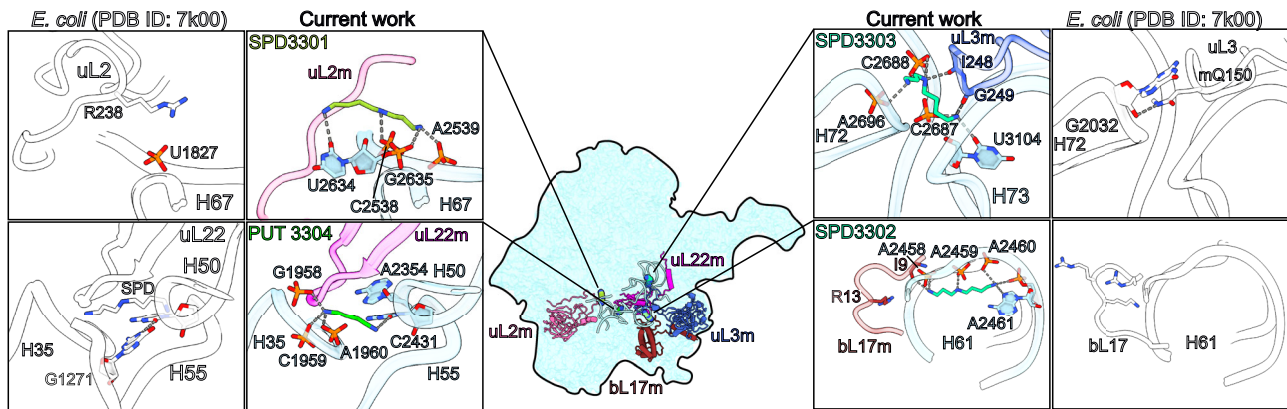 E. coli (PDB ID: 7k00)
Current work
Current work
E. coli (PDB ID: 7k00)
uL2
R238
U1827
H67
SPD3301
uL2m
A2539
U2634
G2635
C2538
H67
SPD3303
uL3m
C2688
I248
G249
A2696
C2687
H72
U3104
H73
uL3
mQ150
G2032
H72
uL22
H50
SPD
H35
G1271
H55
PUT 3304
uL22m
G1958
A2354
H50
H35
C1959
A1960
C2431
H55
uL22m
uL2m
uL3m
bL17m
SPD3302
A2458
A2459
A2460
I9
R13
A2461
bL17m
H61
bL17
H61